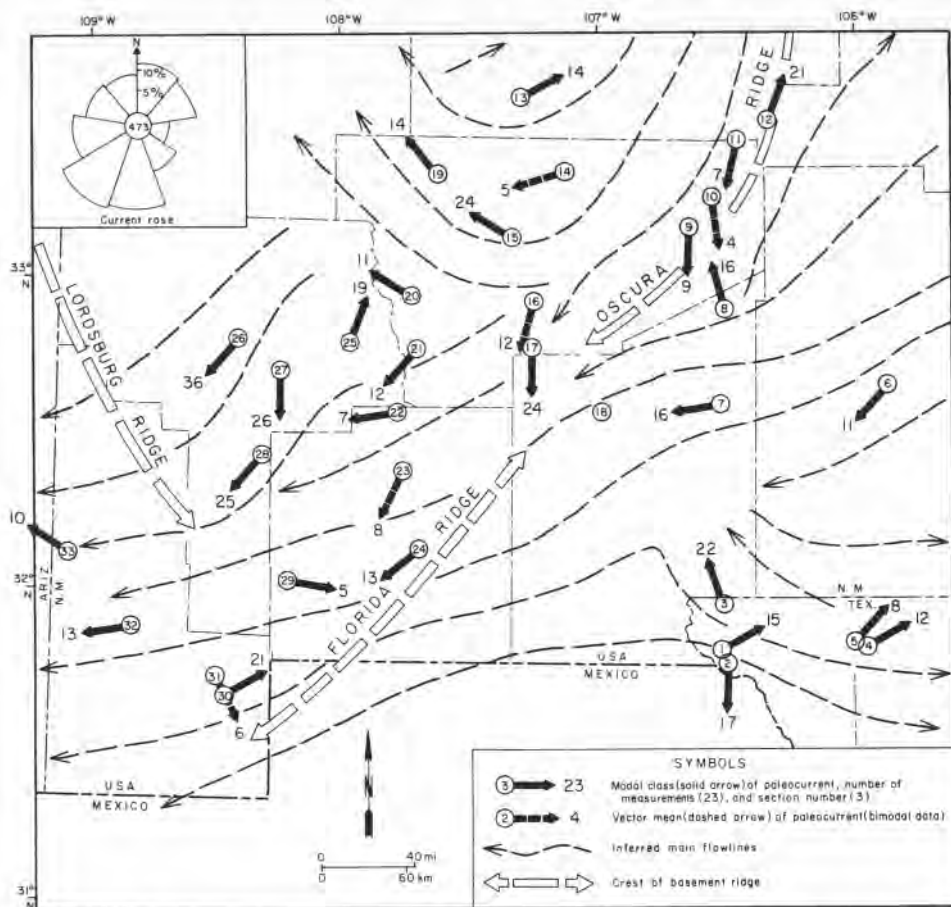 109° W
108° W
107° W
106° W
N
10%
5%
473
Current rose
14
13
14
19
5
14
24
15
RIDGE
21
12
11
7
10
4
9
9
16
8
OSCURA
33°
N
LORDSBURG
RIDGE
11
20
19
25
26
36
27
26
21
12
7
22
16
12
17
24
18
16
7
6
11
28
25
23
8
RIDGE
FLORIDA
24
13
29
5
10
33
32°
N
ARIZ.
N.M.
13
32
31
30
21
6
22
3
N.M.
TEX.
15
1
2
17
8
5
4
12
USA
MEXICO
USA
MEXICO
N
0 40 mi
0 60 km
31°
N
SYMBOLS
3 23 Modal class (solid arrow) of paleocurrent, number of
measurements (23), and section number (3)
2 4 Vector mean (dashed arrow) of paleocurrent (bimodal data)
Inferred main flowlines
Crest of basement ridge